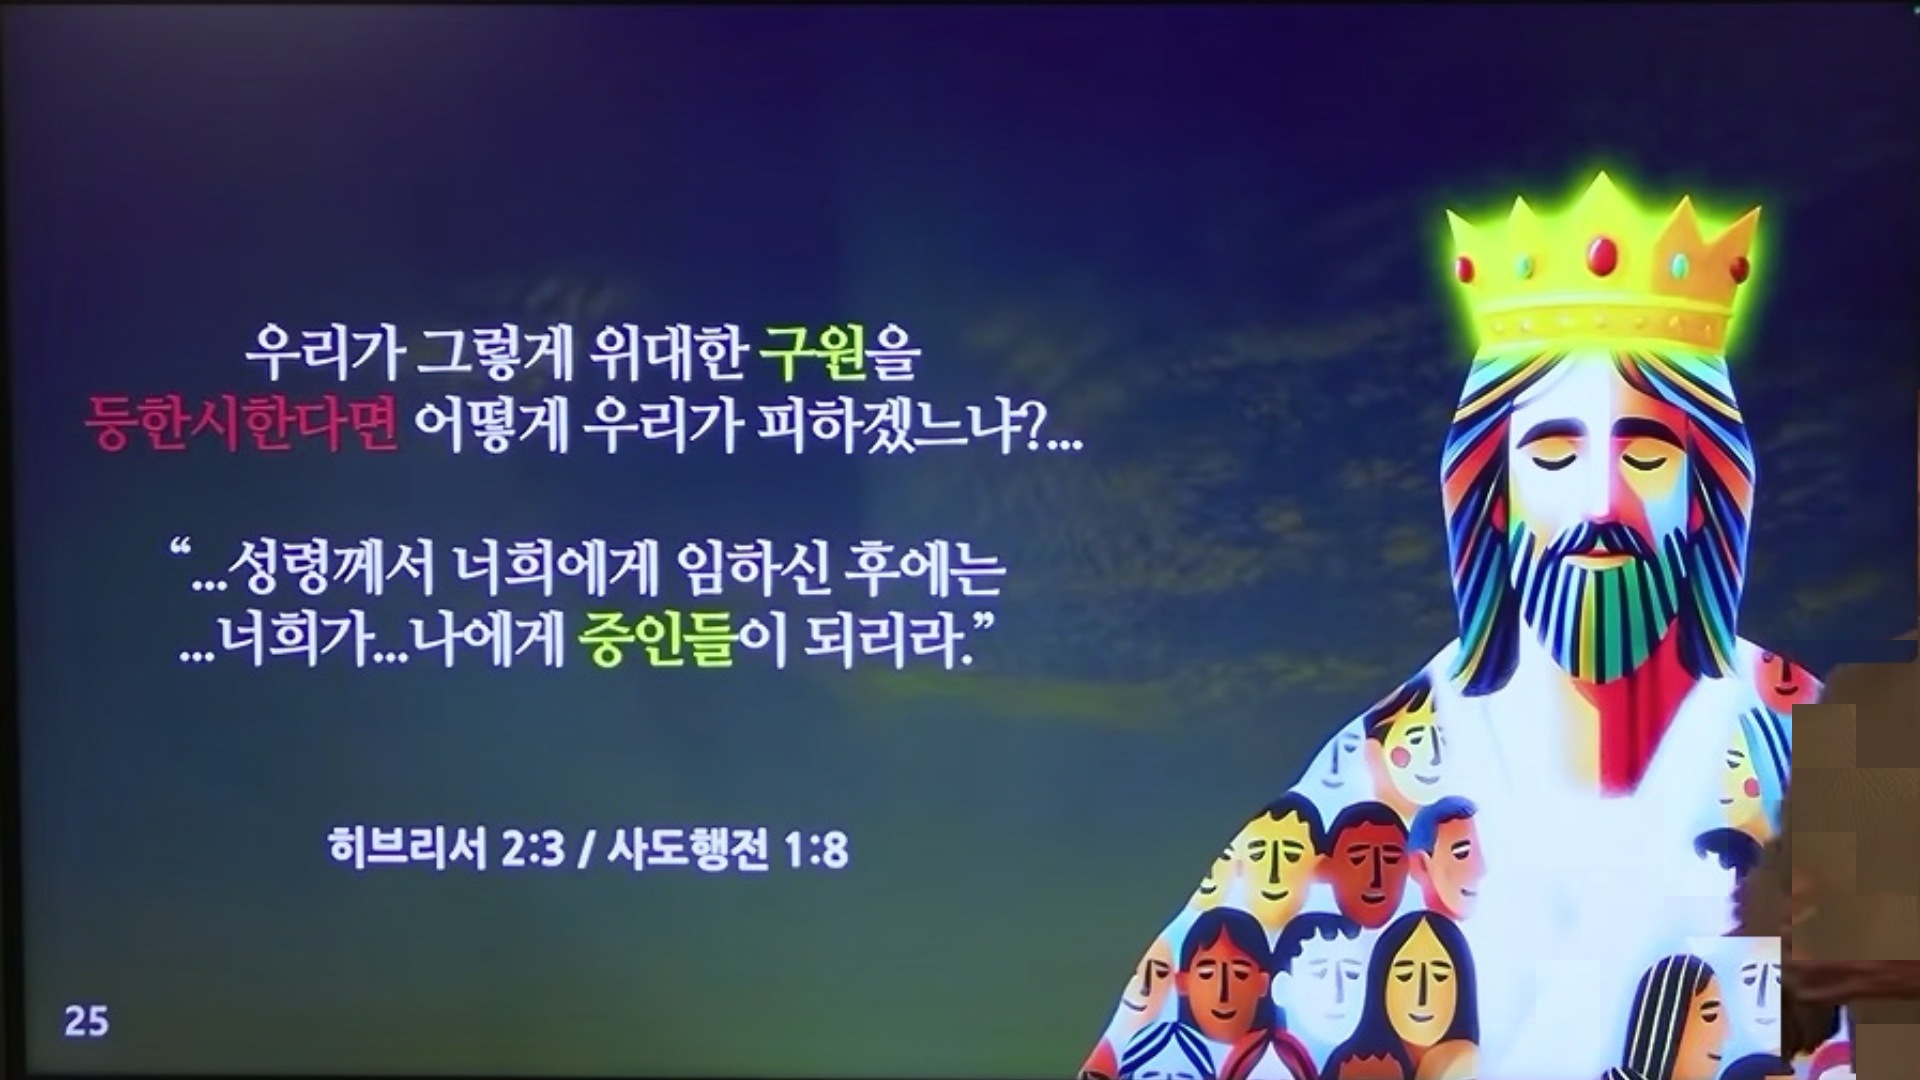 우리가 그렇게 위대한 구원을
등한시한다면 어떻게 우리가 피하겠느냐?...
“...성령께서 너희에게 임하신 후에는
...너희가...나에게 증인들이 되리라.”
히브리서 2:3 / 사도행전 1:8
25